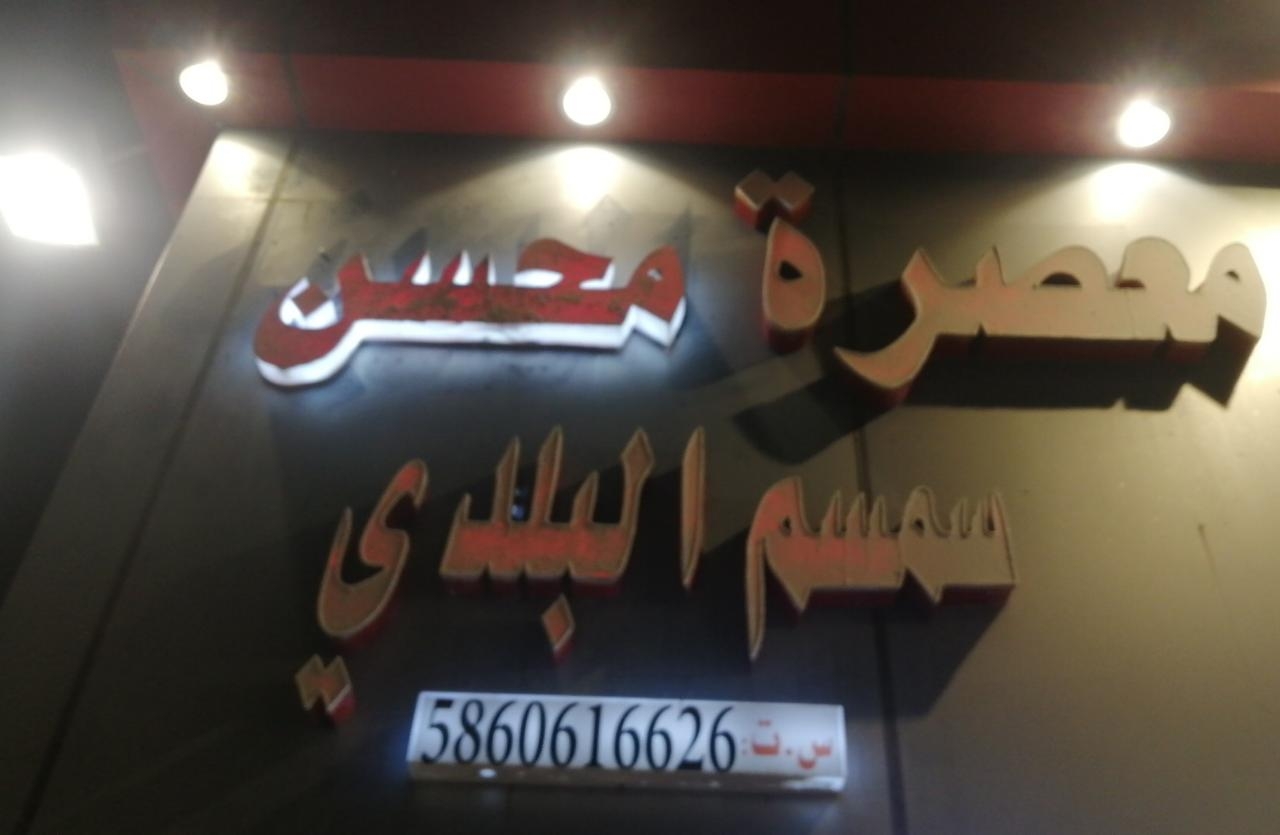 معصرة محسن
سمسم البلدي
س.ت: 5860616626